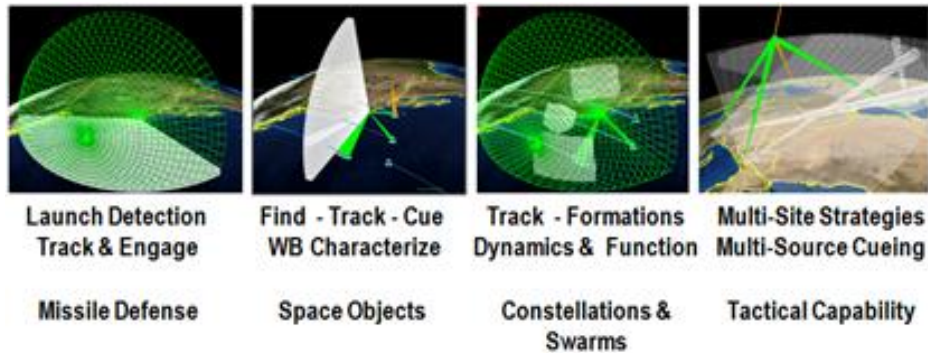 Launch Detection
Track & Engage
Missile Defense
Find - Track - Cue
WB Characterize
Space Objects
Track - Formations
Dynamics & Function
Constellations &
Swarms
Multi-Site Strategies
Multi-Source Cueing
Tactical Capability